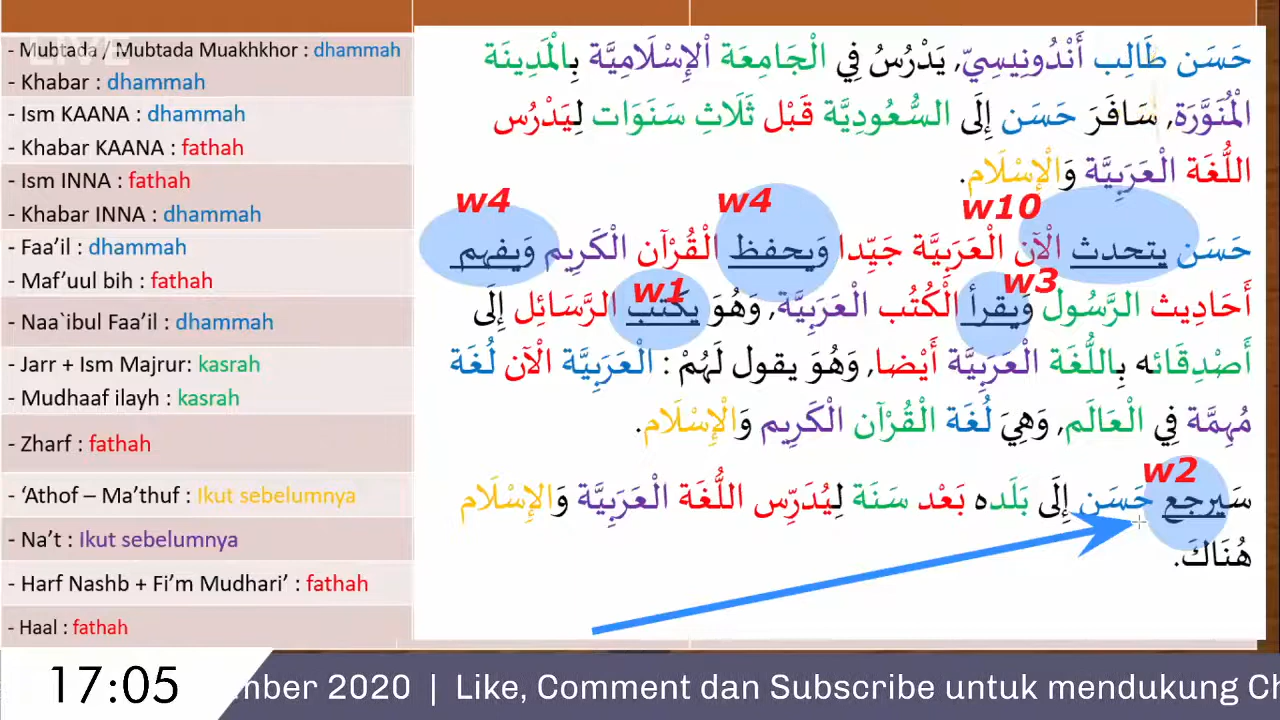 LIVE
- Mubtada / Mubtada Muakhkhor : dhammah
- Khabar : dhammah
- Ism KAANA : dhammah
- Khabar KAANA : fathah
- Ism INNA : fathah
- Khabar INNA : dhammah
- Faa'il : dhammah
- Maf'uul bih : fathah
- Naa`ibul Faa'il : dhammah
- Jarr + Ism Majrur: kasrah
- Mudhaaf ilayh : kasrah
- Zharf : fathah
- 'Athof – Ma'thuf : Ikut sebelumnya
- Na't : Ikut sebelumnya
- Harf Nashb + Fi'm Mudhari' : fathah
- Haal : fathah
حَسَن طَالِب أَنْدُونِيسِيّ, يَدْرُسُ فِي الْجَامِعَة الْإِسْلَامِيَّة بِالْمَدِينَة
الْمُنَوَّرَة, سَافَرَ حَسَن إِلَى السُّعُودِيَّة قَبْل ثَلَاثِ سَنَوَات لِيَدْرُس
اللُّغَة الْعَرَبِيَّة وَالْإِسْلَام.
w10 w4 w4
حَسَن يتحدث الْآن الْعَرَبِيَّة جَيِّدا وَيحفظ الْقُرْآن الْكَرِيم وَيفهم
w3 w1
أَحَادِيث الرَّسُول وَيقرأ الْكُتُب الْعَرَبِيَّة, وَهُوَ يكتب الرَّسَائِل إِلَى
أَصْدِقَائه بِاللُّغَة الْعَرَبِيَّة أَيْضا, وَهُوَ يقول لَهُمْ : الْعَرَبِيَّة الْآن لُغَة
مُهِمَّة فِي الْعَالَم, وَهِيَ لُغَة الْقُرْآن الْكَرِيم وَالْإِسْلَام.
w2
سَيرجع حَسَن إِلَى بَلَده بَعْد سَنَة لِيُدَرِّس اللُّغَة الْعَرَبِيَّة وَالإِسْلَام
هُنَاكَ.
17:05 mber 2020 | Like, Comment dan Subscribe untuk mendukung Ch